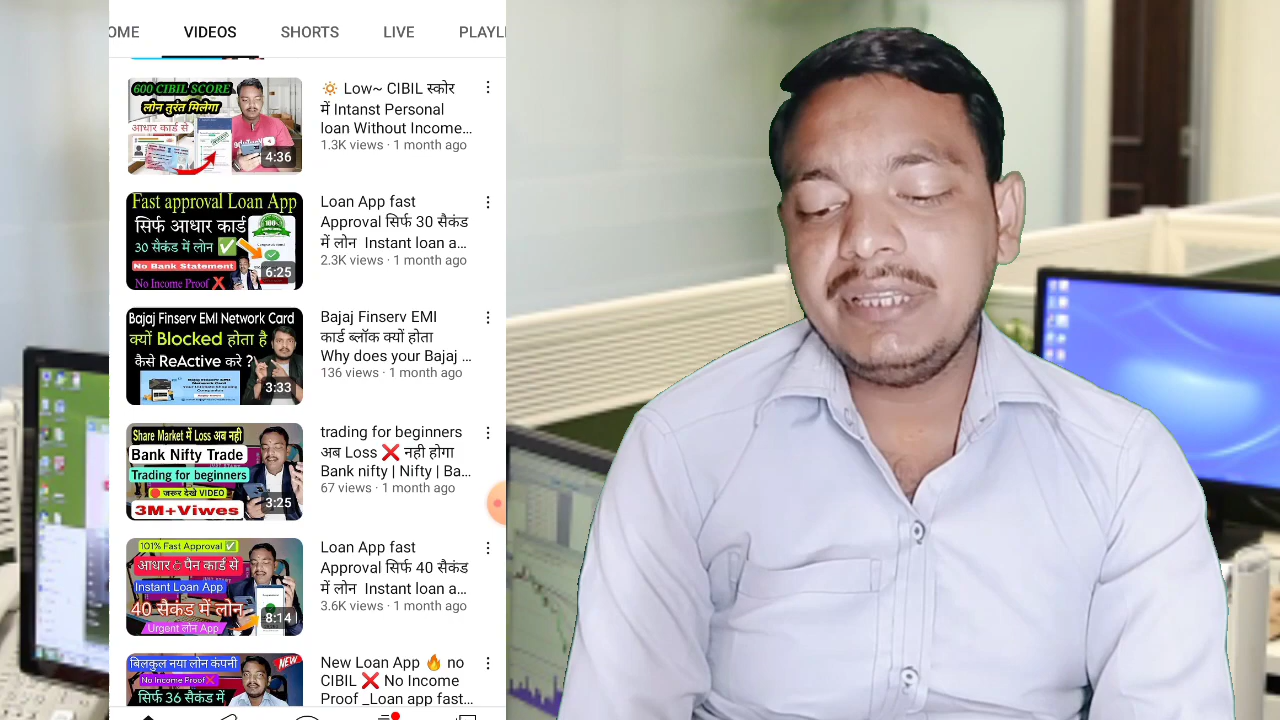 OME VIDEOS SHORTS LIVE PLAYLI
600 CIBIL SCORE
लोन तुरंत मिलेगा
आधार कार्ड से
4:36
🔅 Low~ CIBIL स्कोर
में Intanst Personal
loan Without Income...
1.3K views · 1 month ago
Fast approval Loan App
सिर्फ आधार कार्ड
30 सैकंड में लोन ✅
No Bank Statement
No Income Proof ❌
6:25
Loan App fast
Approval सिर्फ 30 सैकंड
में लोन Instant loan a...
2.3K views · 1 month ago
Bajaj Finserv EMI Network Card
क्यों Blocked होता है
कैसे ReActive करे ?
3:33
Bajaj Finserv EMI
कार्ड ब्लॉक क्यों होता
Why does your Bajaj ...
136 views · 1 month ago
Share Market में Loss अब नही
Bank Nifty Trade
Trading for beginners
🔴 जरूर देखे VIDEO
3M+Viwes
3:25
trading for beginners
अब Loss ❌ नही होगा
Bank nifty | Nifty | Ba...
67 views · 1 month ago
101% Fast Approval ✅
आधार ँ पैन कार्ड से
Instant Loan App
40 सैकंड में लोन
Urgent लोन App
8:14
Loan App fast
Approval सिर्फ 40 सैकंड
में लोन Instant loan a...
3.6K views · 1 month ago
बिलकुल नया लोन कंपनी
NEW
No Income Proof❌
सिर्फ 36 सैकंड में
New Loan App 🔥 no
CIBIL ❌ No Income
Proof _Loan app fast...